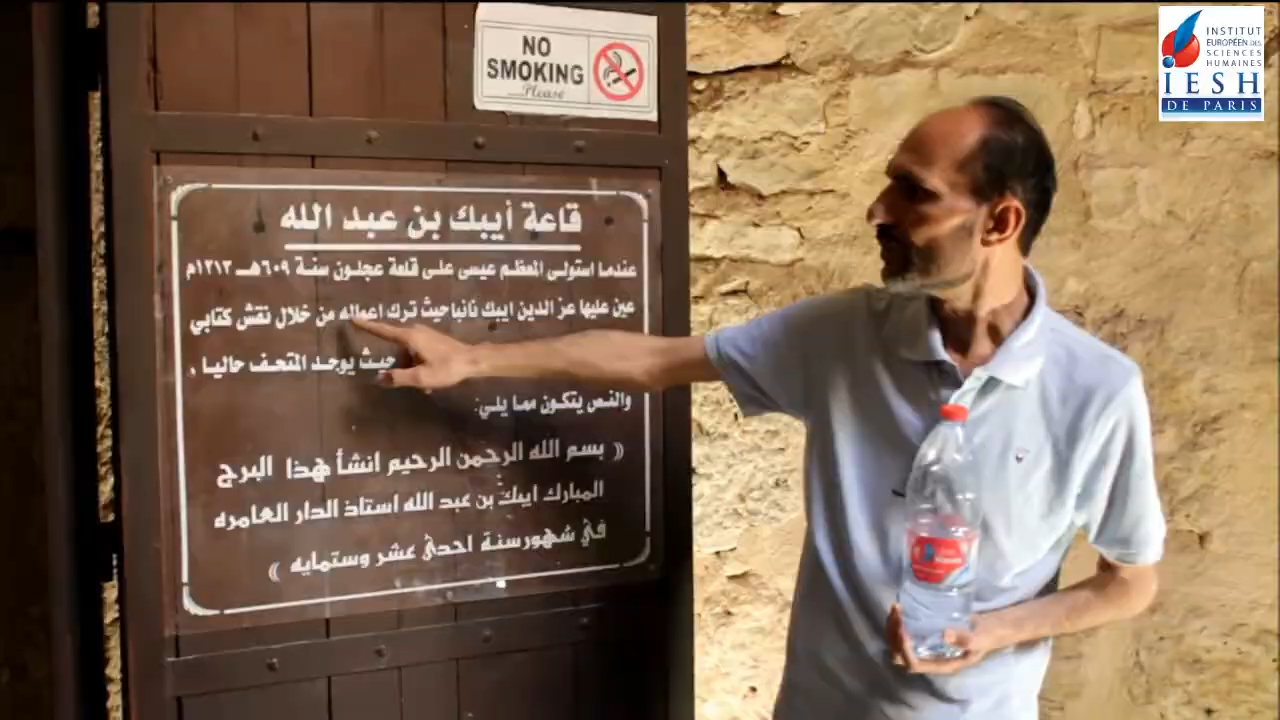 NO
SMOKING
Please
INSTITUT
EUROPÉEN DES
SCIENCES
HUMAINES
IESH
DE PARIS
قاعة أيبك بن عبد الله
عندما استولى المعظم عيسى على قلعة عجلون سنة ٦٠٩هـ ١٢١٣م
عين عليها عز الدين ايبك نائبا حيث ترك اعماله من خلال نقش كتابي
حيث يوجد المتحف حاليا .
والنص يتكون مما يلي:
(( بسم الله الرحمن الرحيم انشأ هذا البرج
المبارك ايبك بن عبد الله استاذ الدار العامره
في شهور سنة احدى عشر وستمايه ))